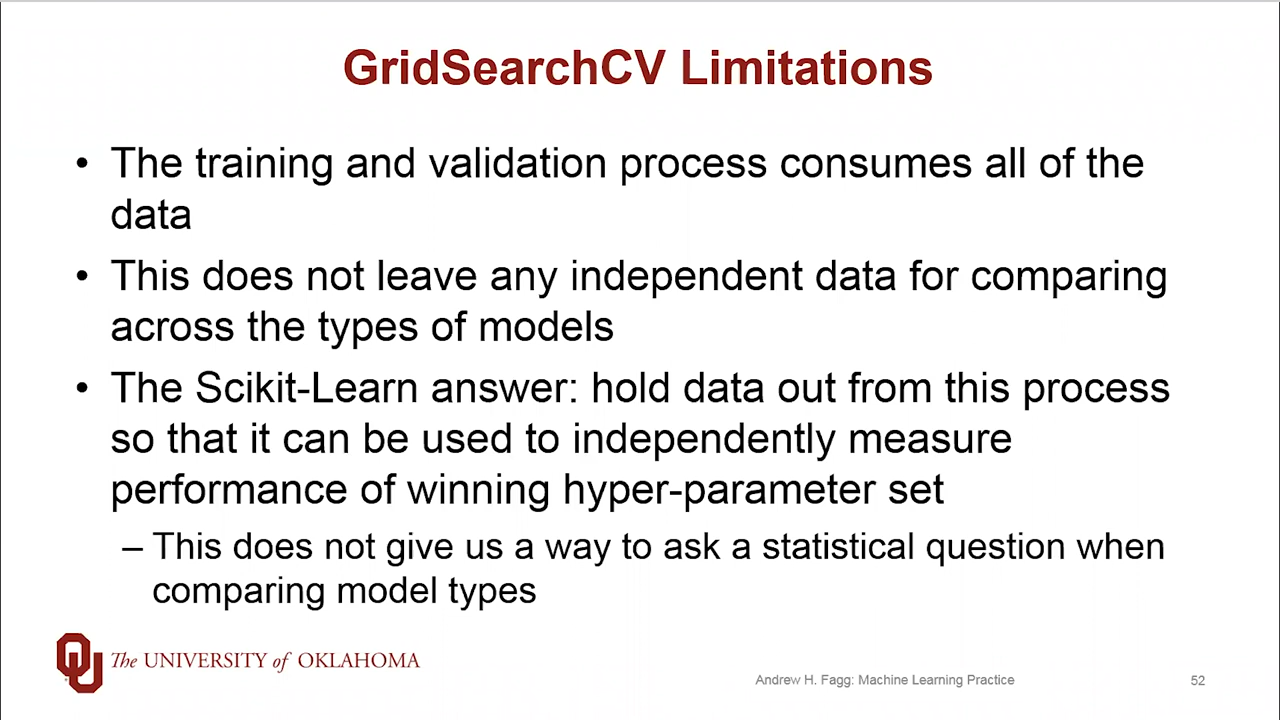 GridSearchCV Limitations
• The training and validation process consumes all of the
data
• This does not leave any independent data for comparing
across the types of models
• The Scikit-Learn answer: hold data out from this process
so that it can be used to independently measure
performance of winning hyper-parameter set
– This does not give us a way to ask a statistical question when
comparing model types
The UNIVERSITY of OKLAHOMA
Andrew H. Fagg: Machine Learning Practice
52